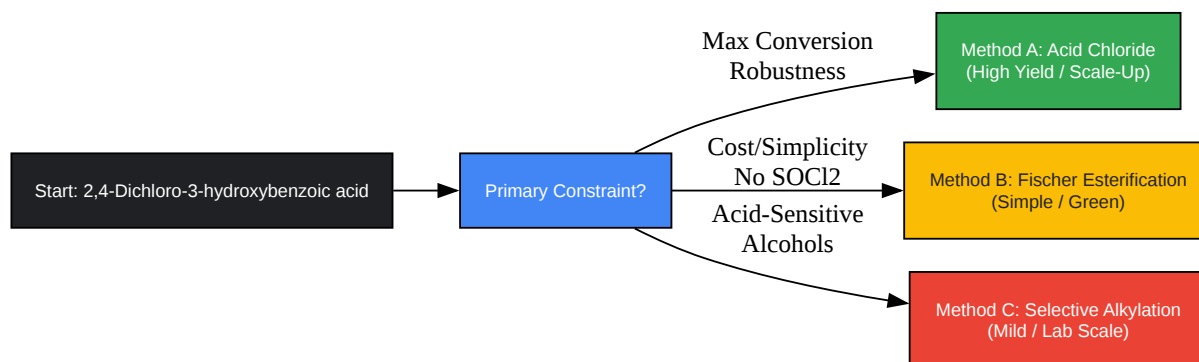 Start: 2,4-Dichloro-3-hydroxybenzoic acid
Primary Constraint?
Max Conversion
Robustness
Method A: Acid Chloride
(High Yield / Scale-Up)
Cost/Simplicity
No SOCl2
Method B: Fischer Esterification
(Simple / Green)
Acid-Sensitive
Alcohols
Method C: Selective Alkylation
(Mild / Lab Scale)